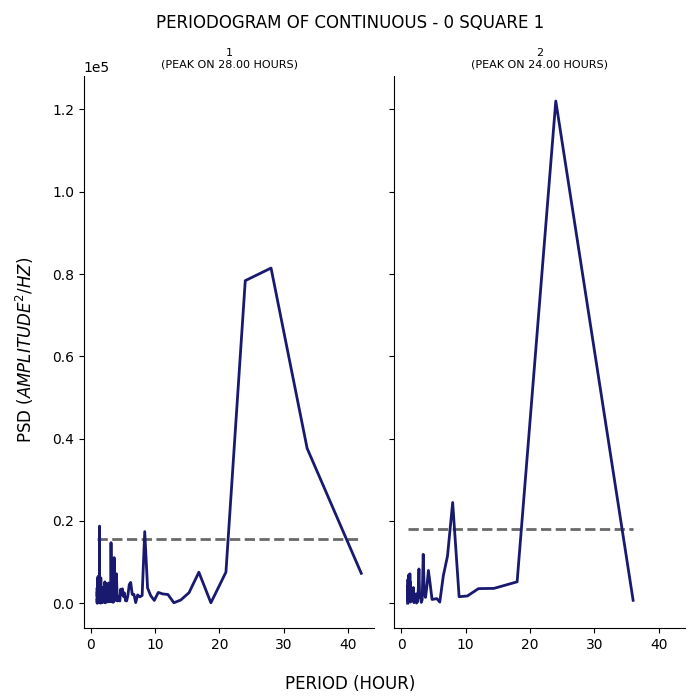 PERIODOGRAM OF CONTINUOUS - 0 SQUARE 1
1
(PEAK ON 28.00 HOURS)
2
(PEAK ON 24.00 HOURS)
1e5
1.2
1.0
0.8
0.6
0.4
0.2
0.0
PSD (AMPLITUDE²/HZ)
0 10 20 30 40
0 10 20 30 40
PERIOD (HOUR)